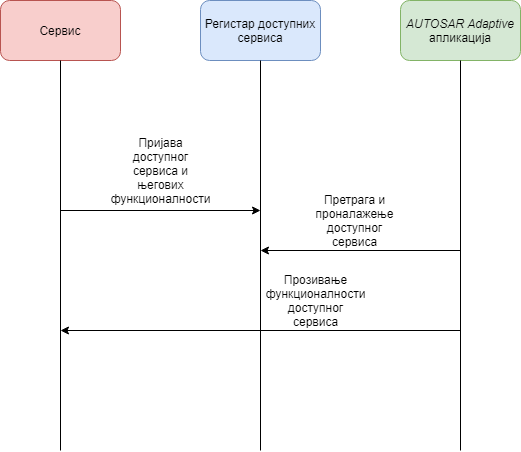 Сервис
Регистар доступних
сервиса
AUTOSAR Adaptive
апликација
Пријава
доступног
сервиса и
његових
функционалности
Претрага и
проналажење
доступног
сервиса
Прозивање
функционалности
доступног
сервиса